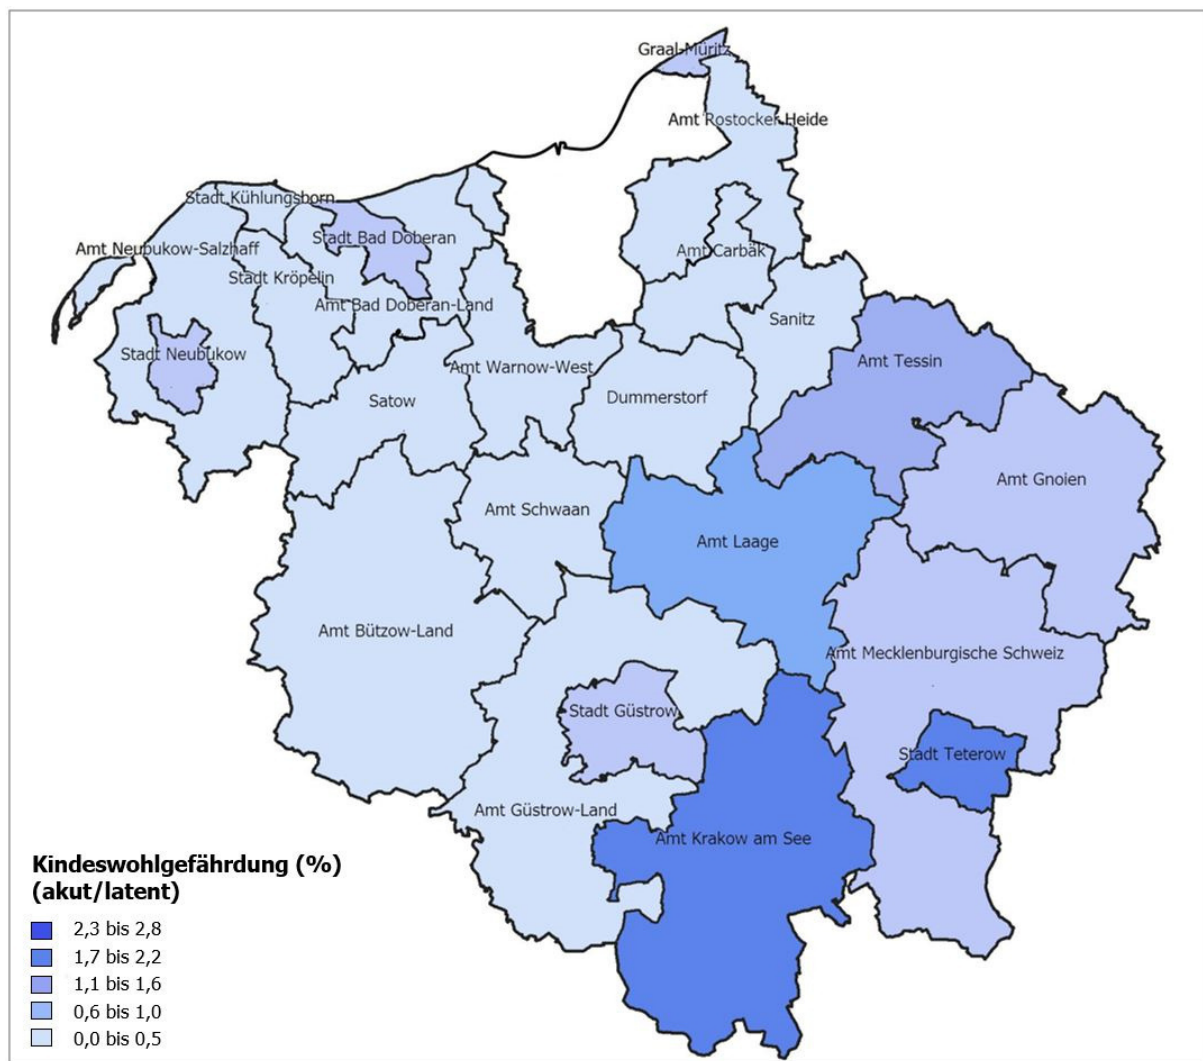 Graal-Müritz
Amt Rostocker Heide
Stadt Kühlungsborn
Stadt Bad Doberan
Amt Neubukow-Salzhaff
Amt Carbäk
Stadt Kröpelin
Amt Bad Doberan-Land
Sanitz
Stadt Neubukow
Amt Tessin
Amt Warnow-West
Satow
Dummerstorf
Amt Gnoien
Amt Schwaan
Amt Laage
Amt Bützow-Land
Amt Mecklenburgische Schweiz
Stadt Güstrow
Stadt Teterow
Amt Güstrow-Land
Amt Krakow am See
Kindeswohlgefährdung (%)
(akut/latent)
2,3 bis 2,8
1,7 bis 2,2
1,1 bis 1,6
0,6 bis 1,0
0,0 bis 0,5